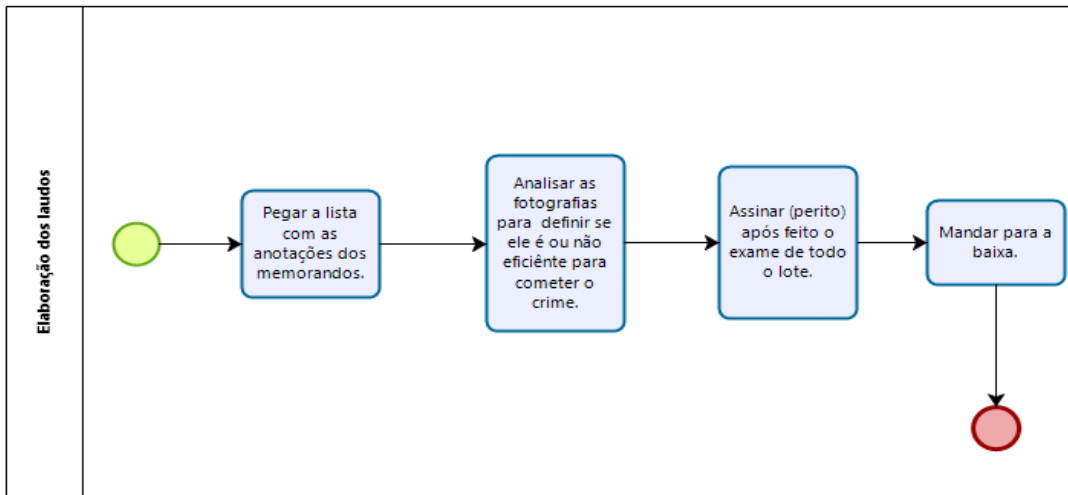 Elaboração dos laudos
Pegar a lista
com as
anotações dos
memorandos.
Analisar as
fotografias
para definir se
ele é ou não
eficiênte para
cometer o
crime.
Assinar (perito)
após feito o
exame de todo
o lote.
Mandar para a
baixa.